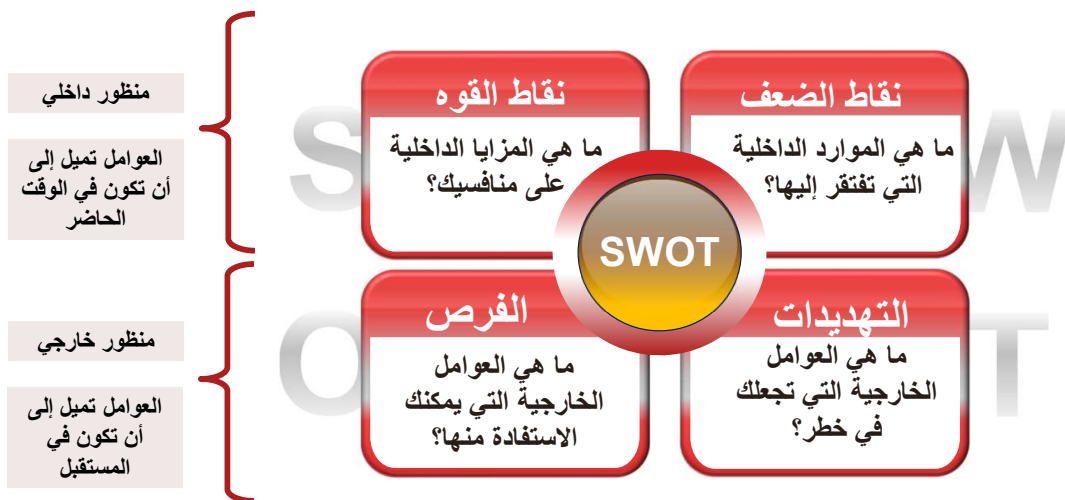 منظور داخلي
العوامل تميل إلى
أن تكون في الوقت
الحاضر
نقاط القوه
ما هي المزايا الداخلية
على منافسيك؟
نقاط الضعف
ما هي الموارد الداخلية
التي تفتقر إليها؟
S
W
SWOT
منظور خارجي
العوامل تميل إلى
أن تكون في
المستقبل
الفرص
ما هي العوامل
الخارجية التي يمكنك
الاستفادة منها؟
التهديدات
ما هي العوامل
الخارجية التي تجعلك
في خطر؟
O
T